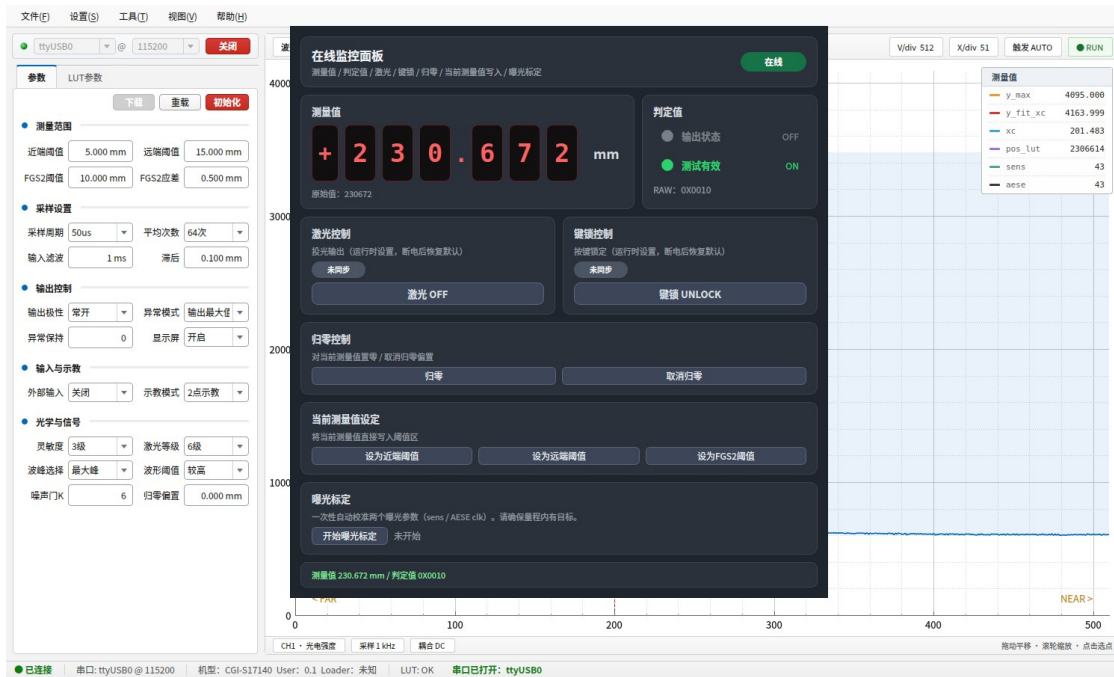 文件(F) 设置(S) 工具(T) 视图(V) 帮助(H)
ttyUSB0 @ 115200 关闭
V/div 512 X/div 51 触发 AUTO RUN
参数 LUT参数
下载 重载 初始化
测量范围
近端阈值 5.000 mm 远端阈值 15.000 mm
FGS2阈值 10.000 mm FGS2应差 0.500 mm
采样设置
采样周期 50us 平均次数 64次
输入滤波 1 ms 滞后 0.100 mm
输出控制
输出极性 常开 异常模式 输出最大值
异常保持 0 显示屏 开启
输入与示教
外部输入 关闭 示教模式 2点示教
光学与信号
灵敏度 3级 激光等级 6级
波峰选择 最大峰 波形阈值 较高
噪声门K 6 归零偏置 0.000 mm
在线监控面板
测量值 / 判定值 / 激光 / 键锁 / 归零 / 当前测量值写入 / 曝光标定
在线
测量值
+230.672 mm
原始值: 230672
判定值
输出状态 OFF
测试有效 ON
RAW: 0X0010
激光控制
投光输出（运行时设置，断电后恢复默认）
未同步
激光 OFF
键锁控制
按键锁定（运行时设置，断电后恢复默认）
未同步
键锁 UNLOCK
归零控制
对当前测量值置零 / 取消归零偏置
归零 取消归零
当前测量值设定
将当前测量值直接写入阈值区
设为近端阈值 设为远端阈值 设为FGS2阈值
曝光标定
一次性自动校准两个曝光参数（sens / AESE clk）。请确保量程内有目标。
开始曝光标定 未开始
测量值 230.672 mm / 判定值 0X0010
测量值
y_max 4095.000
y_fit_xc 4163.999
xc 201.483
pos_lut 2306614
sens 43
aese 43
4000
3000
2000
1000
0
< FAR NEAR >
0 100 200 300 400 500
CH1 · 光电强度 采样 1 kHz 耦合 DC 拖动平移 · 滚轮缩放 · 点击选点
已连接 串口: ttyUSB0 @ 115200 机型: CGI-S17140 User: 0.1 Loader: 未知 LUT: OK 串口已打开: ttyUSB0